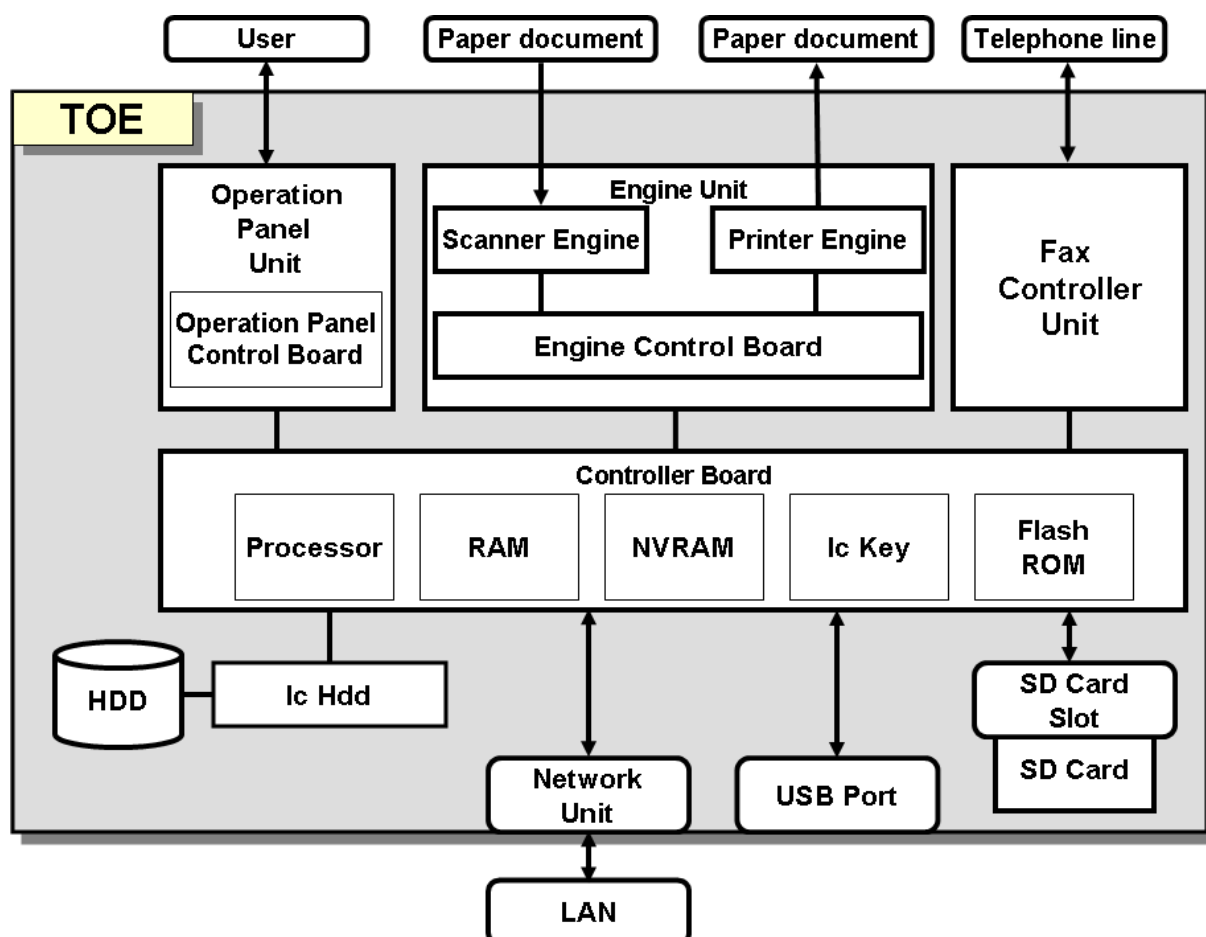 User
Paper document
Paper document
Telephone line
TOE
Operation
Panel
Unit
Operation Panel
Control Board
Engine Unit
Scanner Engine
Printer Engine
Engine Control Board
Fax
Controller
Unit
Controller Board
Processor
RAM
NVRAM
Ic Key
Flash
ROM
HDD
Ic Hdd
Network
Unit
USB Port
SD Card
Slot
SD Card
LAN